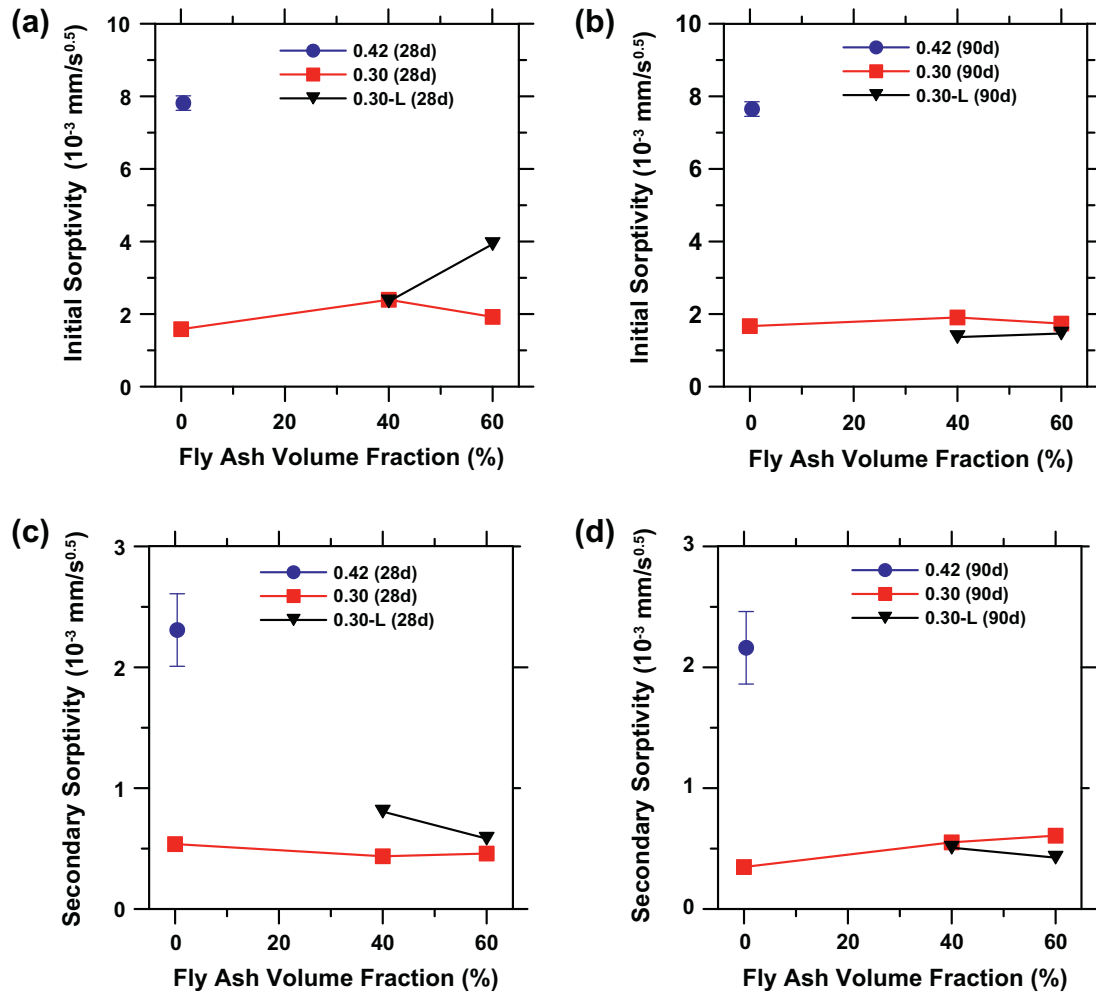 (a)
10
8
6
4
2
0
Initial Sorptivity (10⁻³ mm/s⁰·⁵)
0.42 (28d)
0.30 (28d)
0.30-L (28d)
0 20 40 60
Fly Ash Volume Fraction (%)
(b)
10
8
6
4
2
0
Initial Sorptivity (10⁻³ mm/s⁰·⁵)
0.42 (90d)
0.30 (90d)
0.30-L (90d)
0 20 40 60
Fly Ash Volume Fraction (%)
(c)
3
2
1
0
Secondary Sorptivity (10⁻³ mm/s⁰·⁵)
0.42 (28d)
0.30 (28d)
0.30-L (28d)
0 20 40 60
Fly Ash Volume Fraction (%)
(d)
3
2
1
0
Secondary Sorptivity (10⁻³ mm/s⁰·⁵)
0.42 (90d)
0.30 (90d)
0.30-L (90d)
0 20 40 60
Fly Ash Volume Fraction (%)